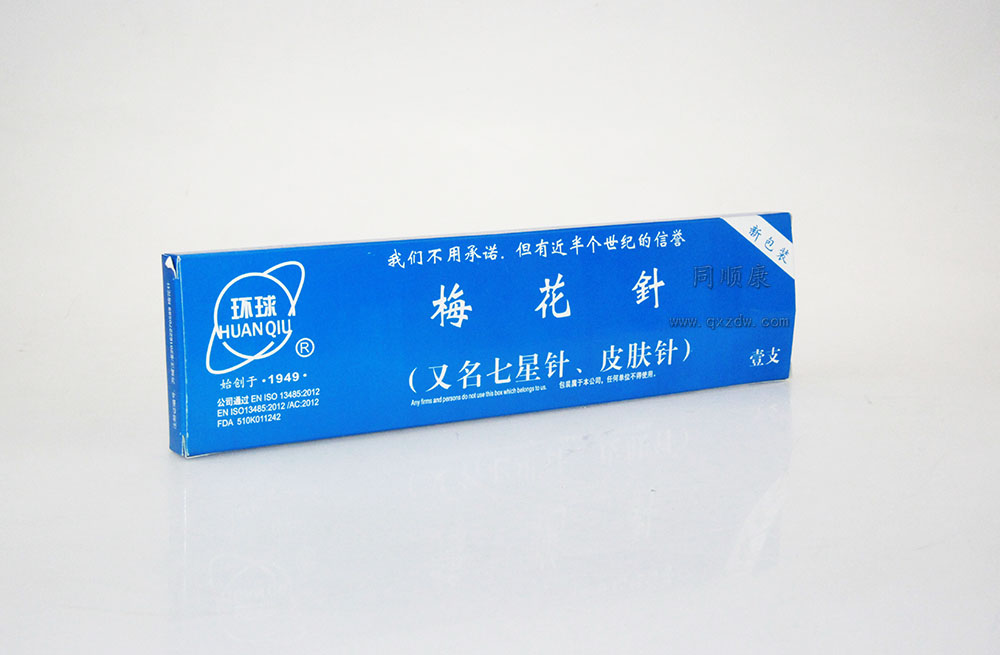 我们不用承诺.但有近半个世纪的信誉
新包装
环球
HUAN QIU
®
梅花針
同顺康
www.qxzdw.com
(又名七星针、皮肤针)
壹支
始创于·1949·
公司通过 EN ISO 13485:2012
EN ISO13485:2012 /AC:2012
FDA 510K011242
Any firms and persons do not use this box which belongs to us. 包装属于本公司，任何单位不得使用。